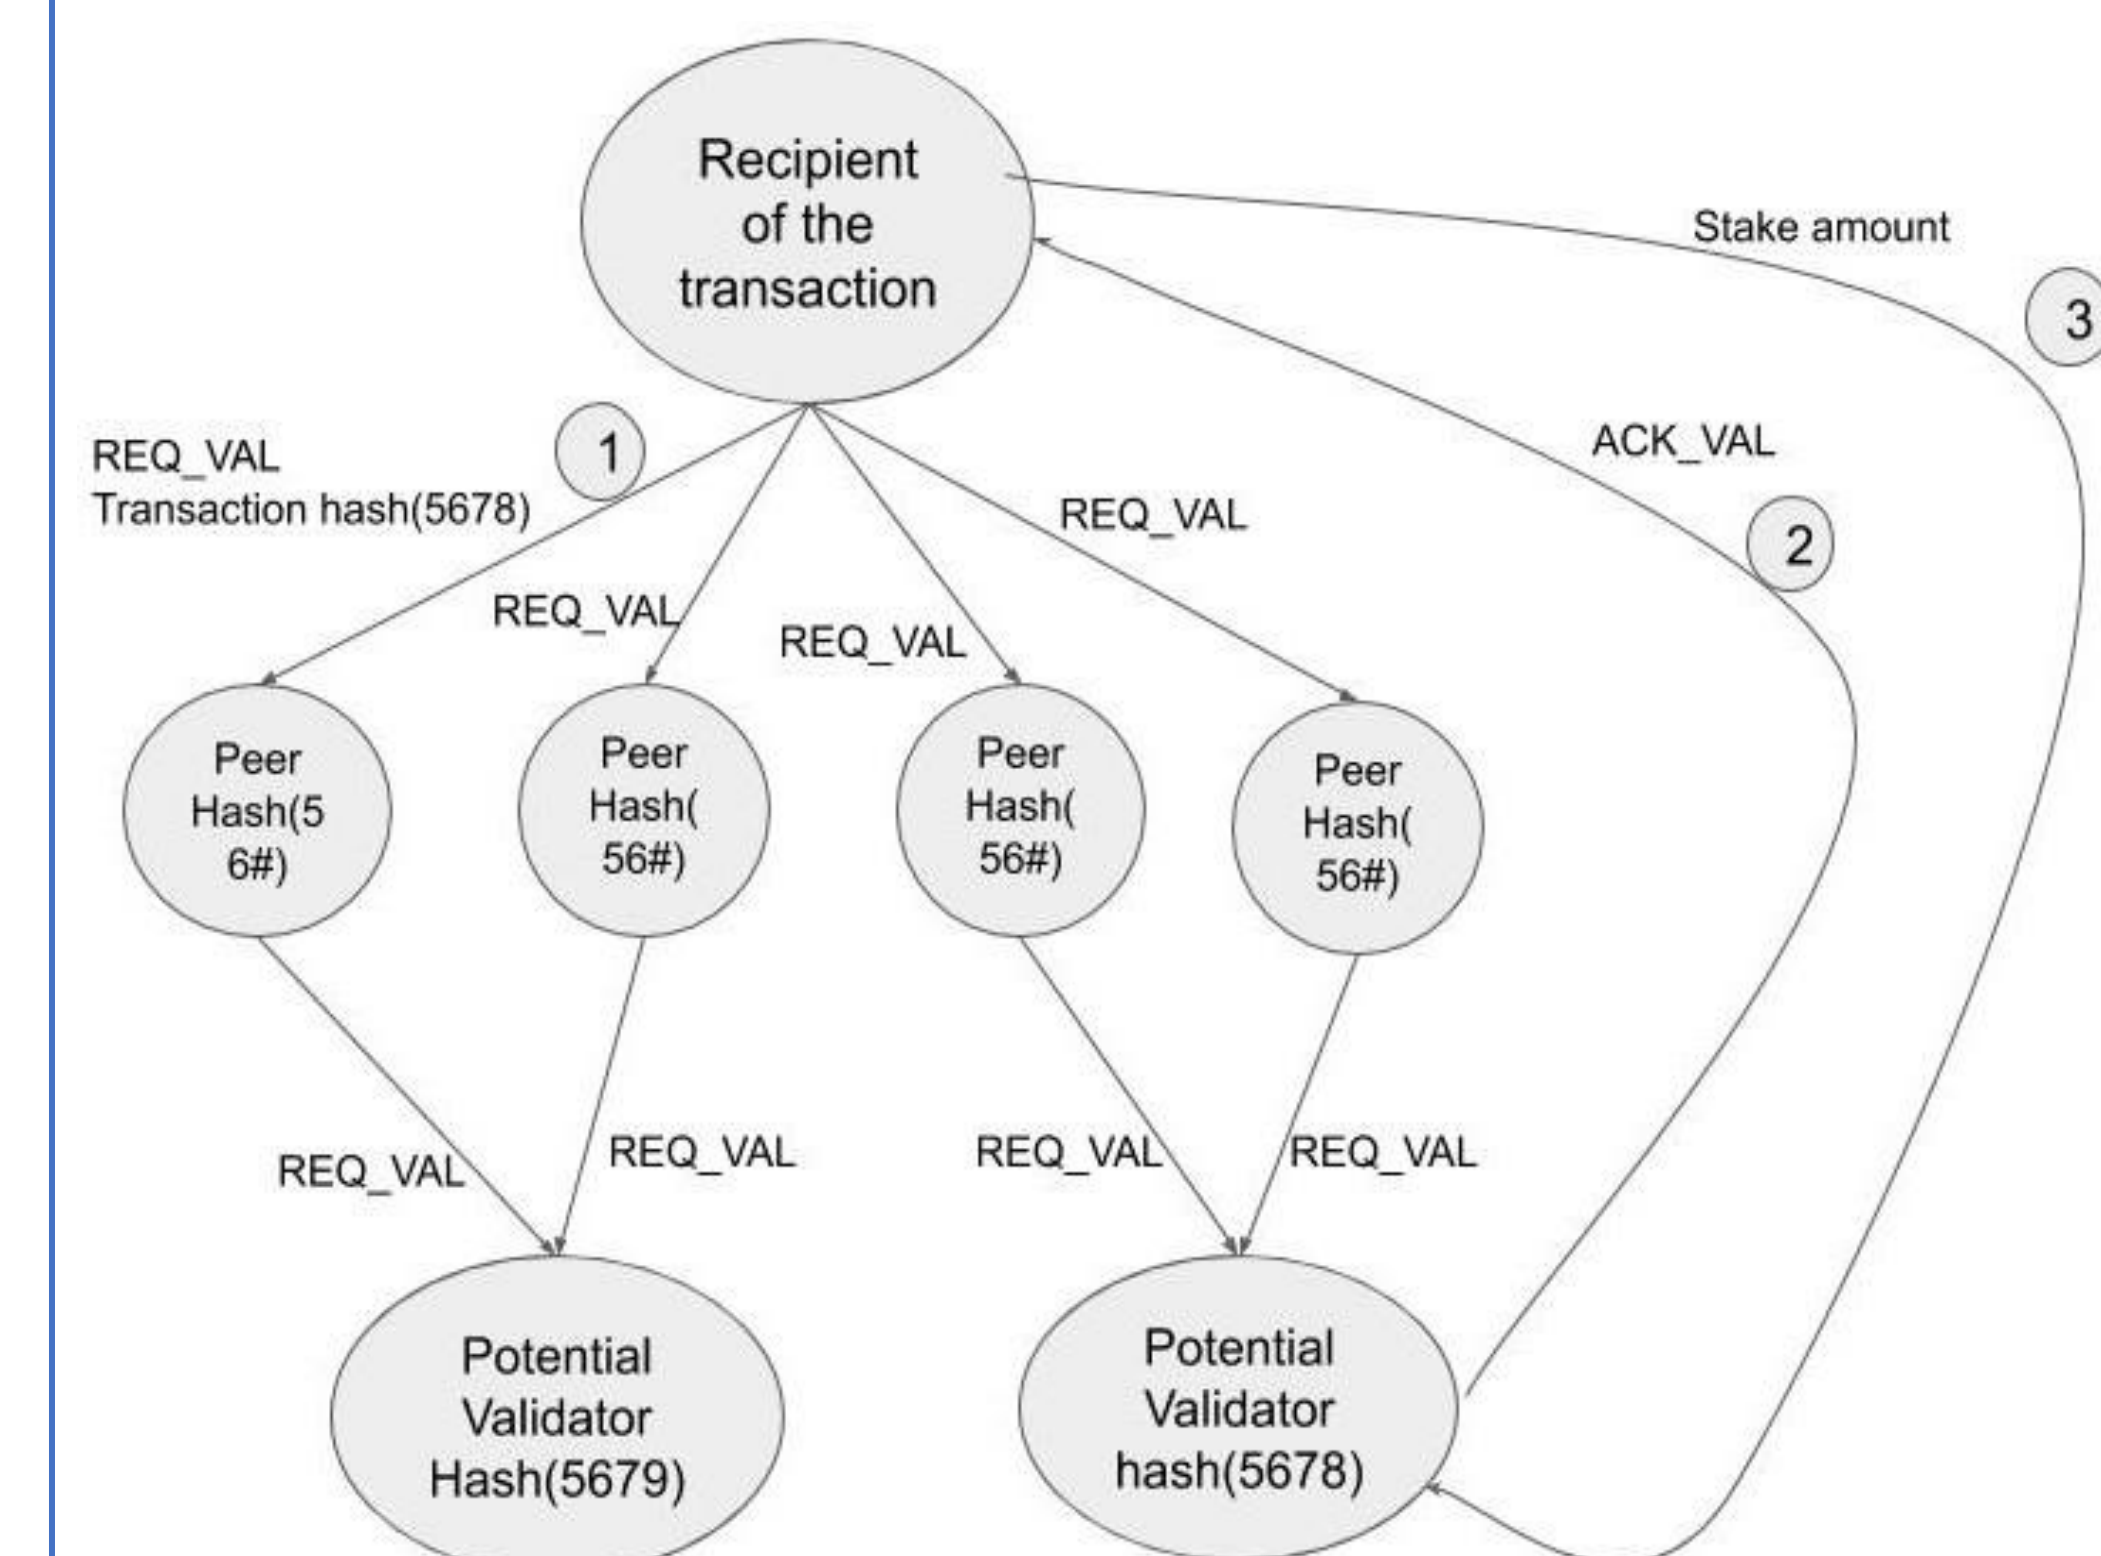 Recipient
of the
transaction
Stake amount
3
1
REQ_VAL
Transaction hash(5678)
ACK_VAL
2
REQ_VAL
REQ_VAL
REQ_VAL
Peer
Hash(5
6#)
Peer
Hash(
56#)
Peer
Hash(
56#)
Peer
Hash(
56#)
REQ_VAL
REQ_VAL
REQ_VAL
REQ_VAL
Potential
Validator
Hash(5679)
Potential
Validator
hash(5678)